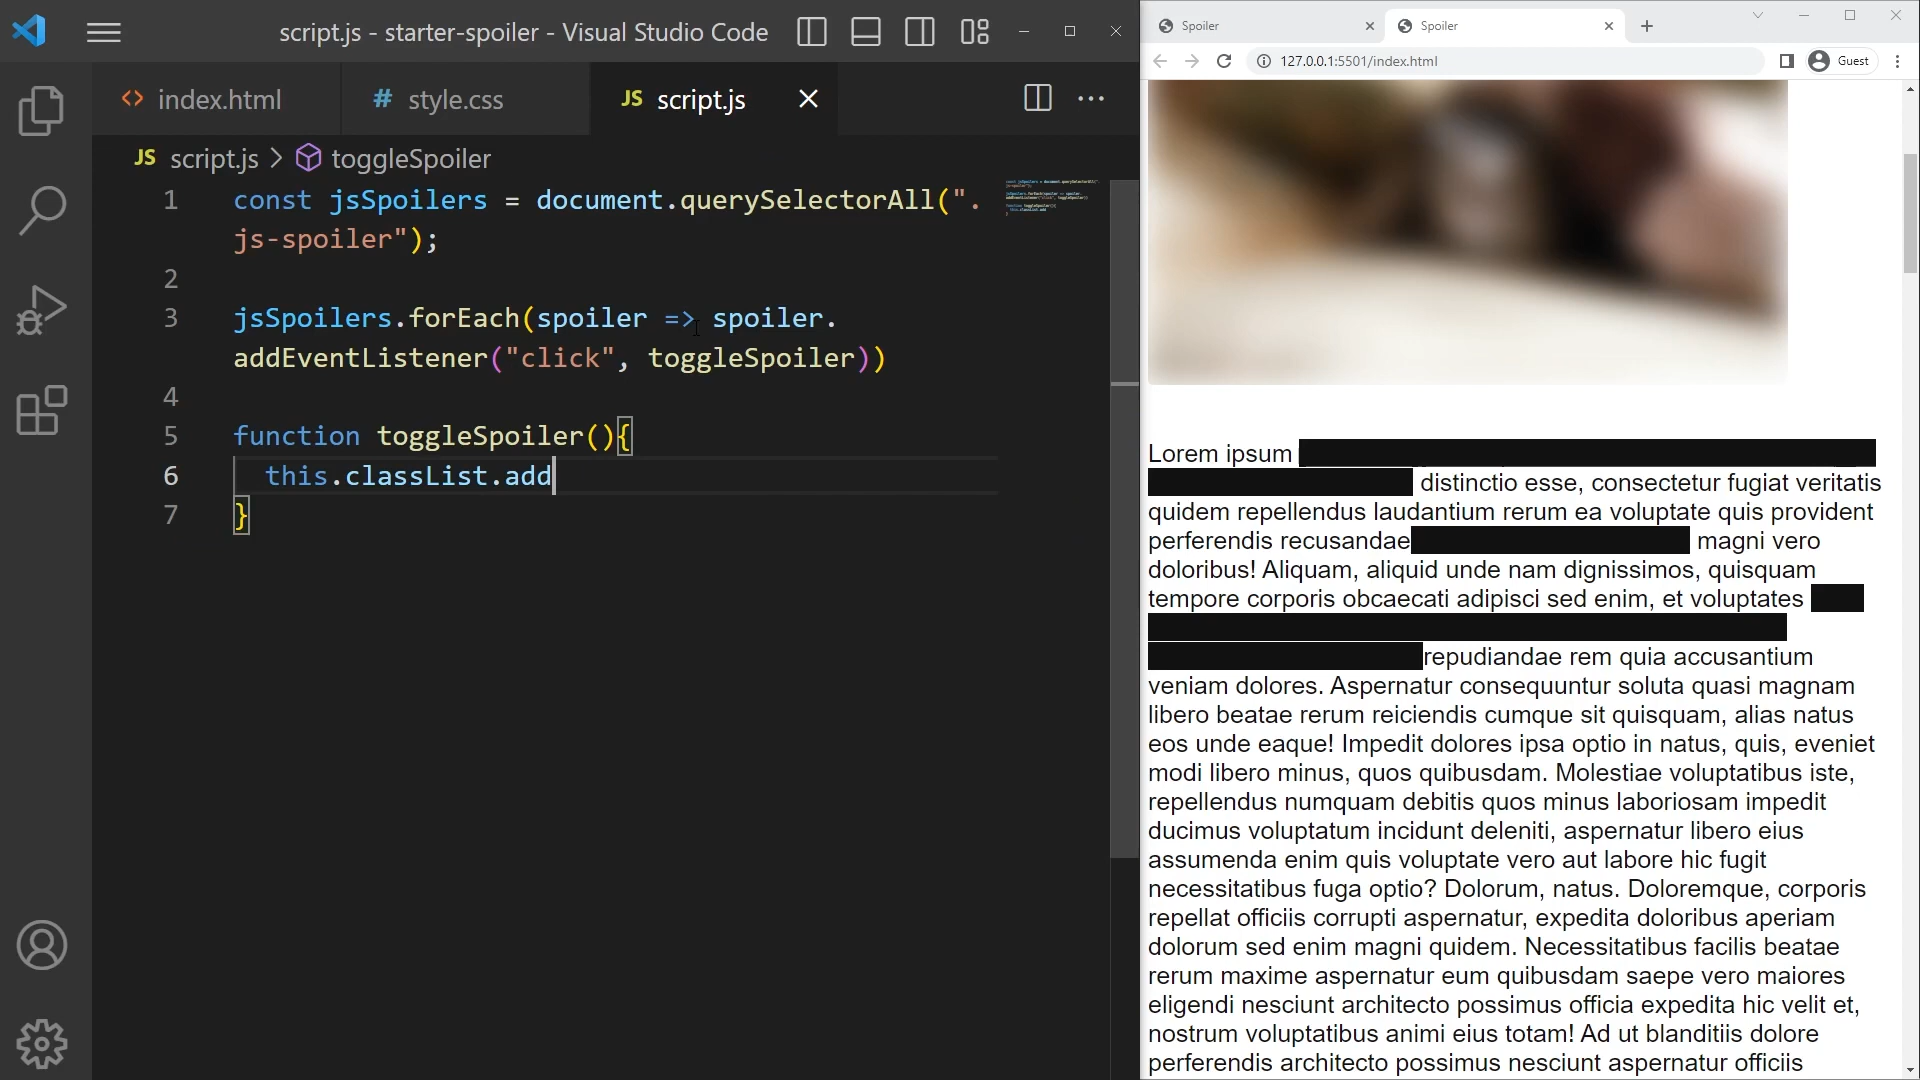 script.js - starter-spoiler - Visual Studio Code
index.html
# style.css
JS script.js
JS script.js > toggleSpoiler
1 const jsSpoilers = document.querySelectorAll(".
js-spoiler");
2
3 jsSpoilers.forEach(spoiler => spoiler.
addEventListener("click", toggleSpoiler))
4
5 function toggleSpoiler(){
6 this.classList.add
7 }
Spoiler
Spoiler
127.0.0.1:5501/index.html
Guest
Lorem ipsum
distinctio esse, consectetur fugiat veritatis
quidem repellendus laudantium rerum ea voluptate quis provident
perferendis recusandae magni vero
doloribus! Aliquam, aliquid unde nam dignissimos, quisquam
tempore corporis obcaecati adipisci sed enim, et voluptates
repudiandae rem quia accusantium
veniam dolores. Aspernatur consequuntur soluta quasi magnam
libero beatae rerum reiciendis cumque sit quisquam, alias natus
eos unde eaque! Impedit dolores ipsa optio in natus, quis, eveniet
modi libero minus, quos quibusdam. Molestiae voluptatibus iste,
repellendus numquam debitis quos minus laboriosam impedit
ducimus voluptatum incidunt deleniti, aspernatur libero eius
assumenda enim quis voluptate vero aut labore hic fugit
necessitatibus fuga optio? Dolorum, natus. Doloremque, corporis
repellat officiis corrupti aspernatur, expedita doloribus aperiam
dolorum sed enim magni quidem. Necessitatibus facilis beatae
rerum maxime aspernatur eum quibusdam saepe vero maiores
eligendi nesciunt architecto possimus officia expedita hic velit et,
nostrum voluptatibus animi eius totam! Ad ut blanditiis dolore
perferendis architecto possimus nesciunt aspernatur officiis